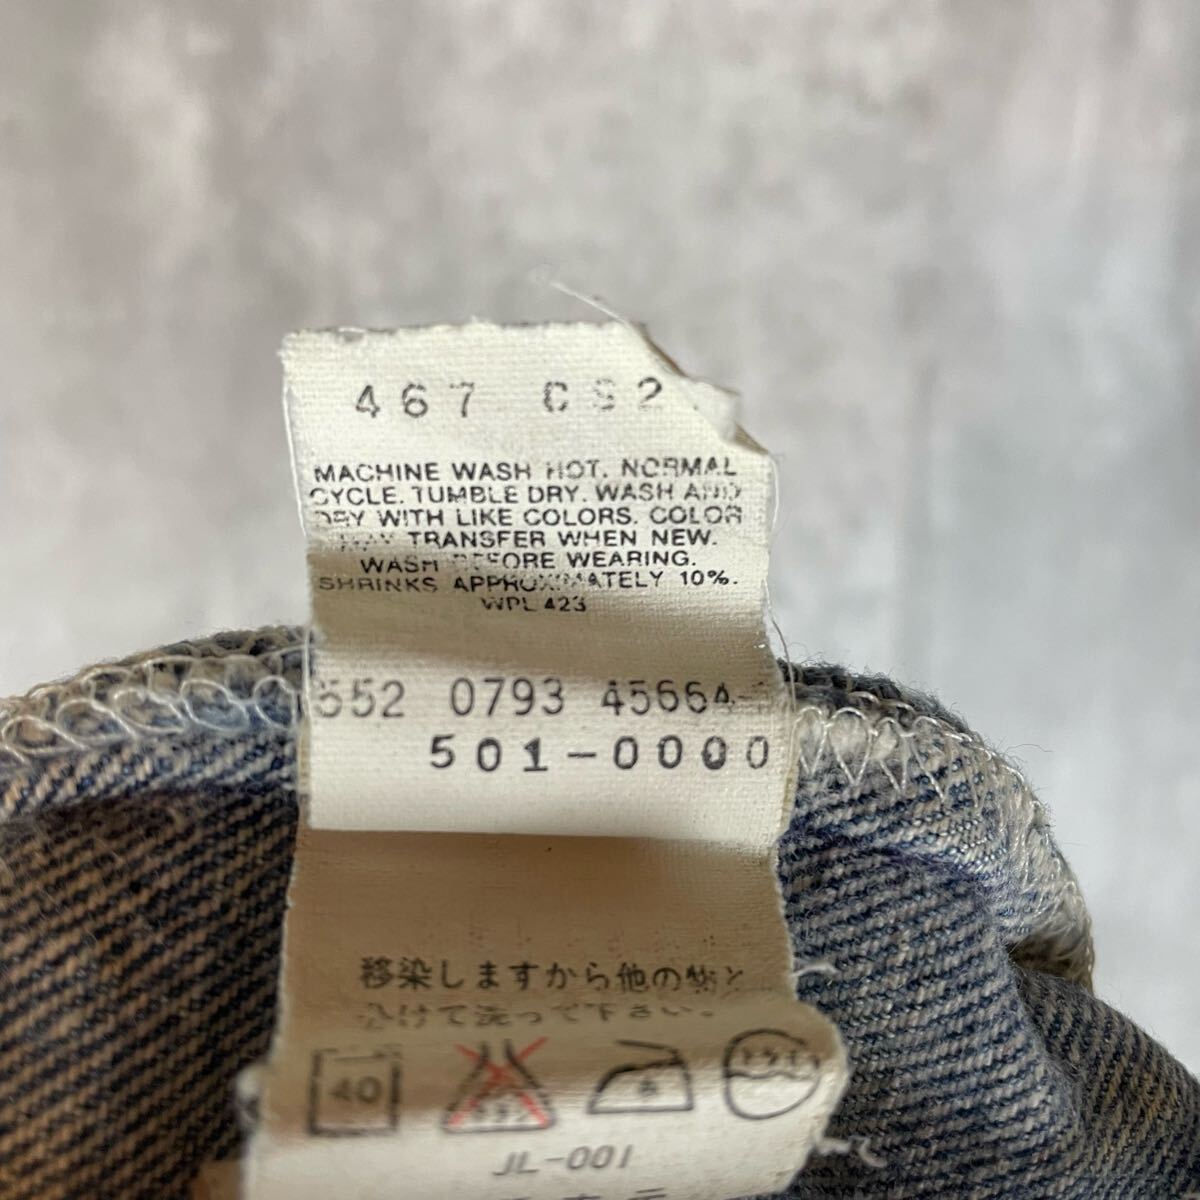 467 CS2
MACHINE WASH HOT. NORMAL
CYCLE. TUMBLE DRY. WASH AND
DRY WITH LIKE COLORS. COLOR
MAY TRANSFER WHEN NEW.
WASH BEFORE WEARING.
SHRINKS APPROXIMATELY 10%.
WPL 423
552 0793 45664
501-0000
移染しますから他の物と
分けて洗って下さい。
40
JL-001